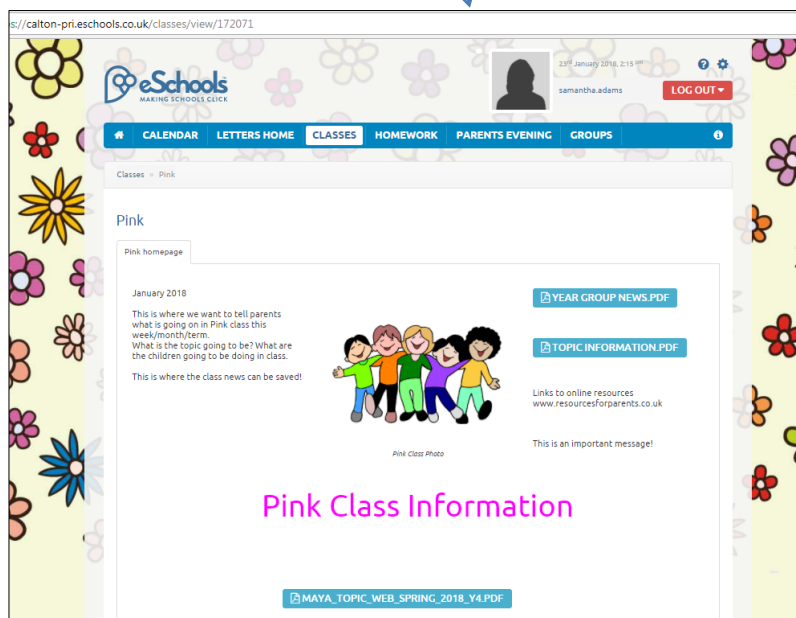 s://calton-pri.eschools.co.uk/classes/view/172071
eSchools
MAKING SCHOOLS CLICK
23rd January 2018, 2:15 pm
samantha.adams
LOG OUT
CALENDAR LETTERS HOME CLASSES HOMEWORK PARENTS EVENING GROUPS
Classes » Pink
Pink
Pink homepage
January 2018
This is where we want to tell parents
what is going on in Pink class this
week/month/term.
What is the topic going to be? What are
the children going to be doing in class.
This is where the class news can be saved!
Pink Class Photo
YEAR GROUP NEWS.PDF
TOPIC INFORMATION.PDF
Links to online resources
www.resourcesforparents.co.uk
This is an important message!
Pink Class Information
MAYA_TOPIC_WEB_SPRING_2018_Y4.PDF